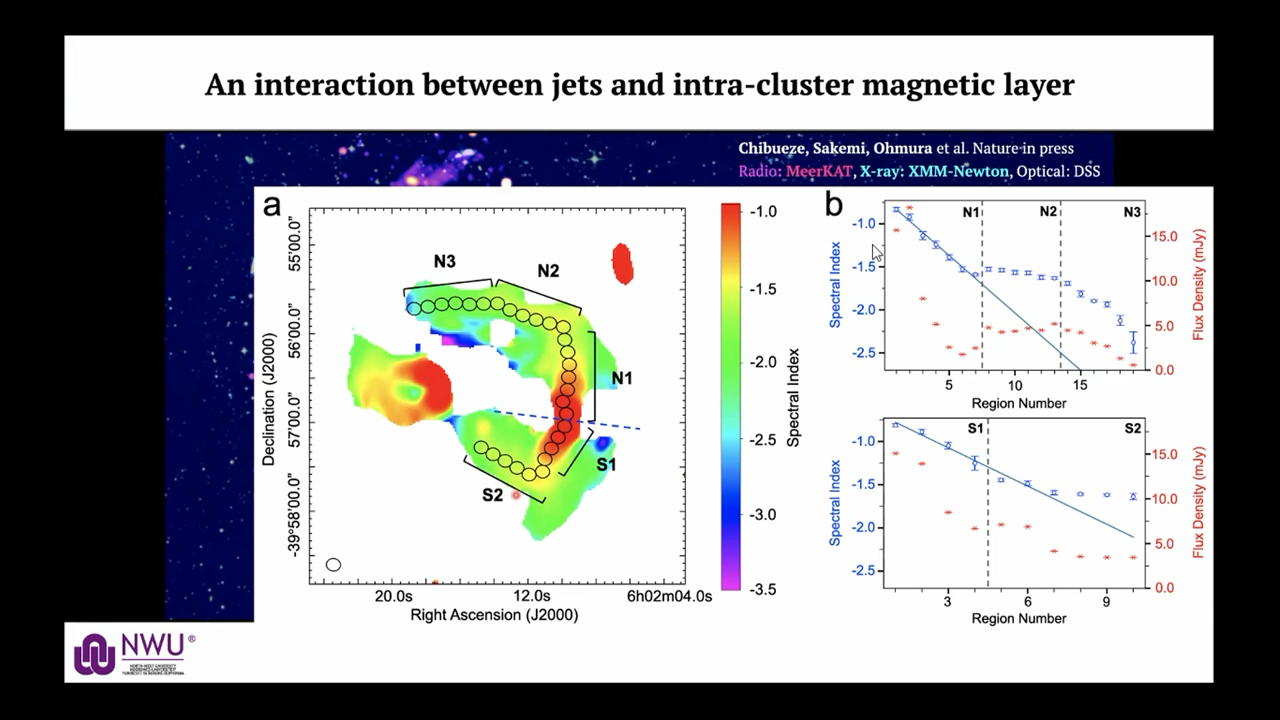 An interaction between jets and intra-cluster magnetic layer
Chibueze, Sakemi, Ohmura et al. Nature in press
Radio: MeerKAT, X-ray: XMM-Newton, Optical: DSS
a
N3
N2
N1
S1
S2
55'00.0"
56'00.0"
57'00.0"
-39°58'00.0"
Declination (J2000)
20.0s
12.0s
6h02m04.0s
Right Ascension (J2000)
-1.0
-1.5
-2.0
-2.5
-3.0
-3.5
Spectral Index
b
N1
N2
N3
-1.0
-1.5
-2.0
-2.5
Spectral Index
15.0
10.0
5.0
0.0
Flux Density (mJy)
5
10
15
Region Number
S1
S2
-1.0
-1.5
-2.0
-2.5
Spectral Index
15.0
10.0
5.0
0.0
Flux Density (mJy)
3
6
9
Region Number
NWU®